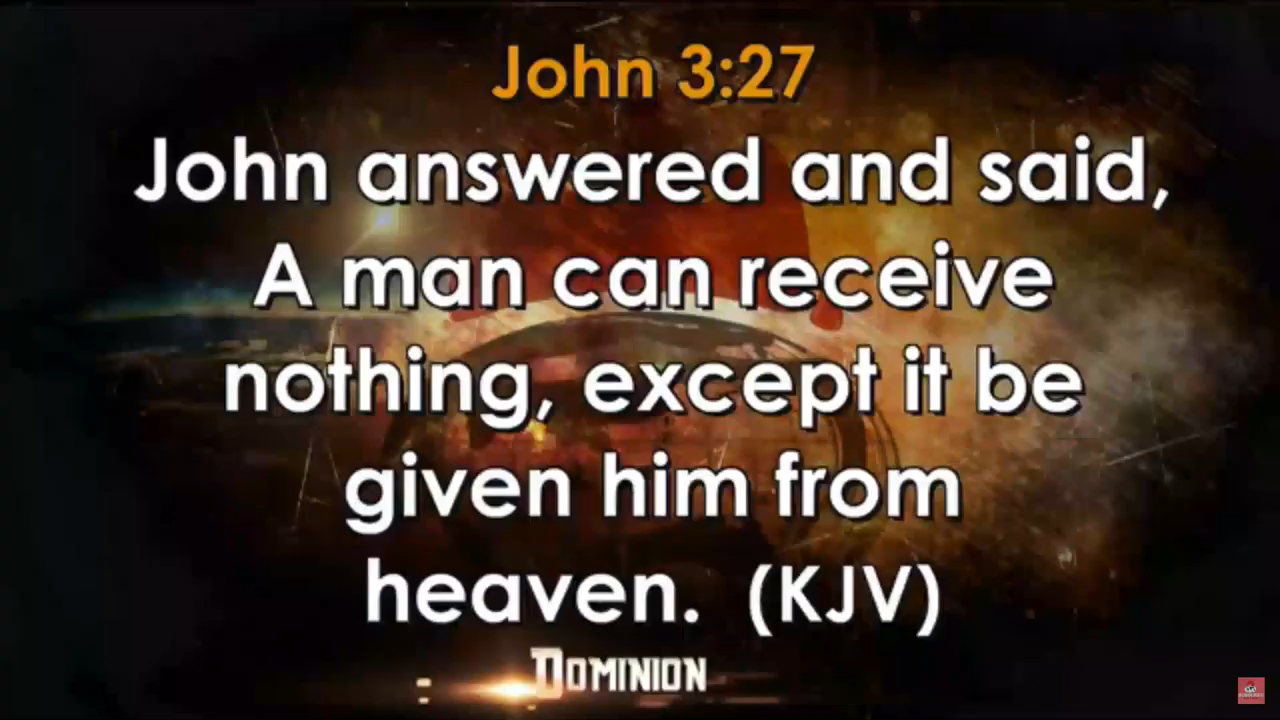 John 3:27
John answered and said,
A man can receive
nothing, except it be
given him from
heaven. (KJV)
DOMINION